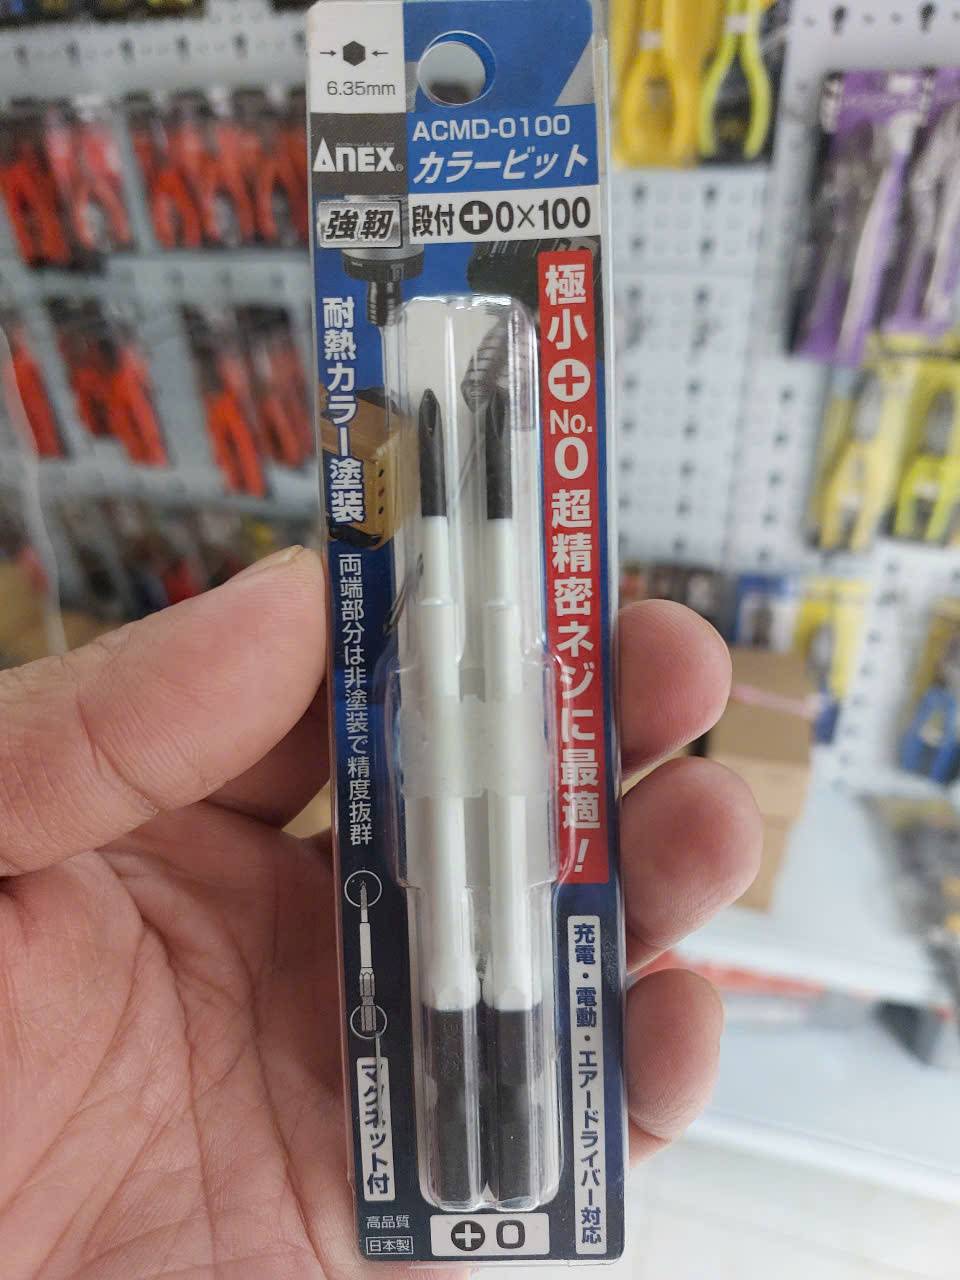 6.35mm
ANEX®
ACMD-0100
カラービット
強靭
段付⊕0×100
極小⊕No.0超精密ネジに最適!
耐熱カラー塗装
両端部分は非塗装で精度抜群
マグネット付
充電・電動・エアードライバー対応
高品質
日本製
⊕0